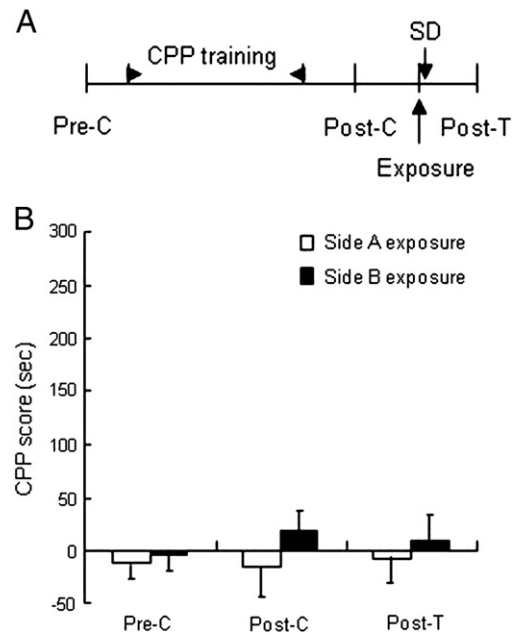 A
SD
CPP training
Pre-C
Post-C
Post-T
Exposure
B
CPP score (sec)
300
250
200
150
100
50
0
-50
Side A exposure
Side B exposure
Pre-C
Post-C
Post-T